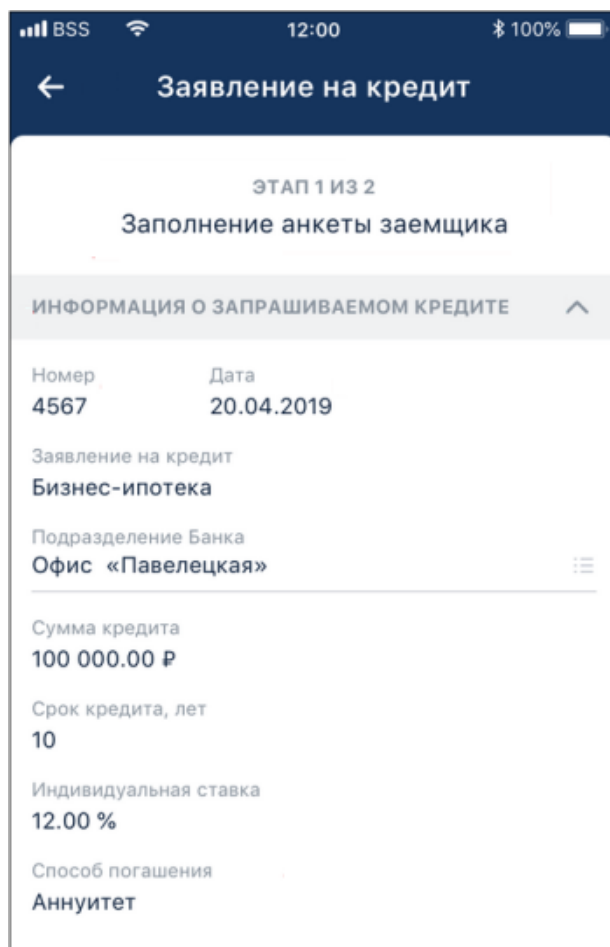 BSS 12:00 100%
Заявление на кредит
ЭТАП 1 ИЗ 2
Заполнение анкеты заемщика
ИНФОРМАЦИЯ О ЗАПРАШИВАЕМОМ КРЕДИТЕ
Номер Дата
4567 20.04.2019
Заявление на кредит
Бизнес-ипотека
Подразделение Банка
Офис «Павелецкая»
Сумма кредита
100 000.00 ₽
Срок кредита, лет
10
Индивидуальная ставка
12.00 %
Способ погашения
Аннуитет